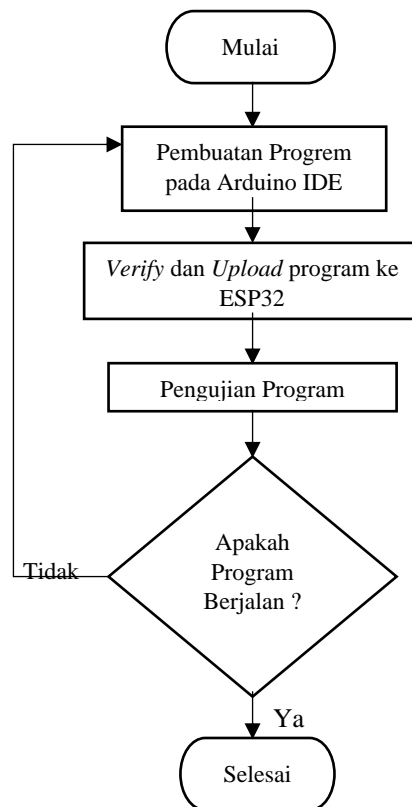 Mulai
Pembuatan Progrem
pada Arduino IDE
Verify dan Upload program ke
ESP32
Pengujian Program
Apakah
Program
Berjalan ?
Tidak
Ya
Selesai